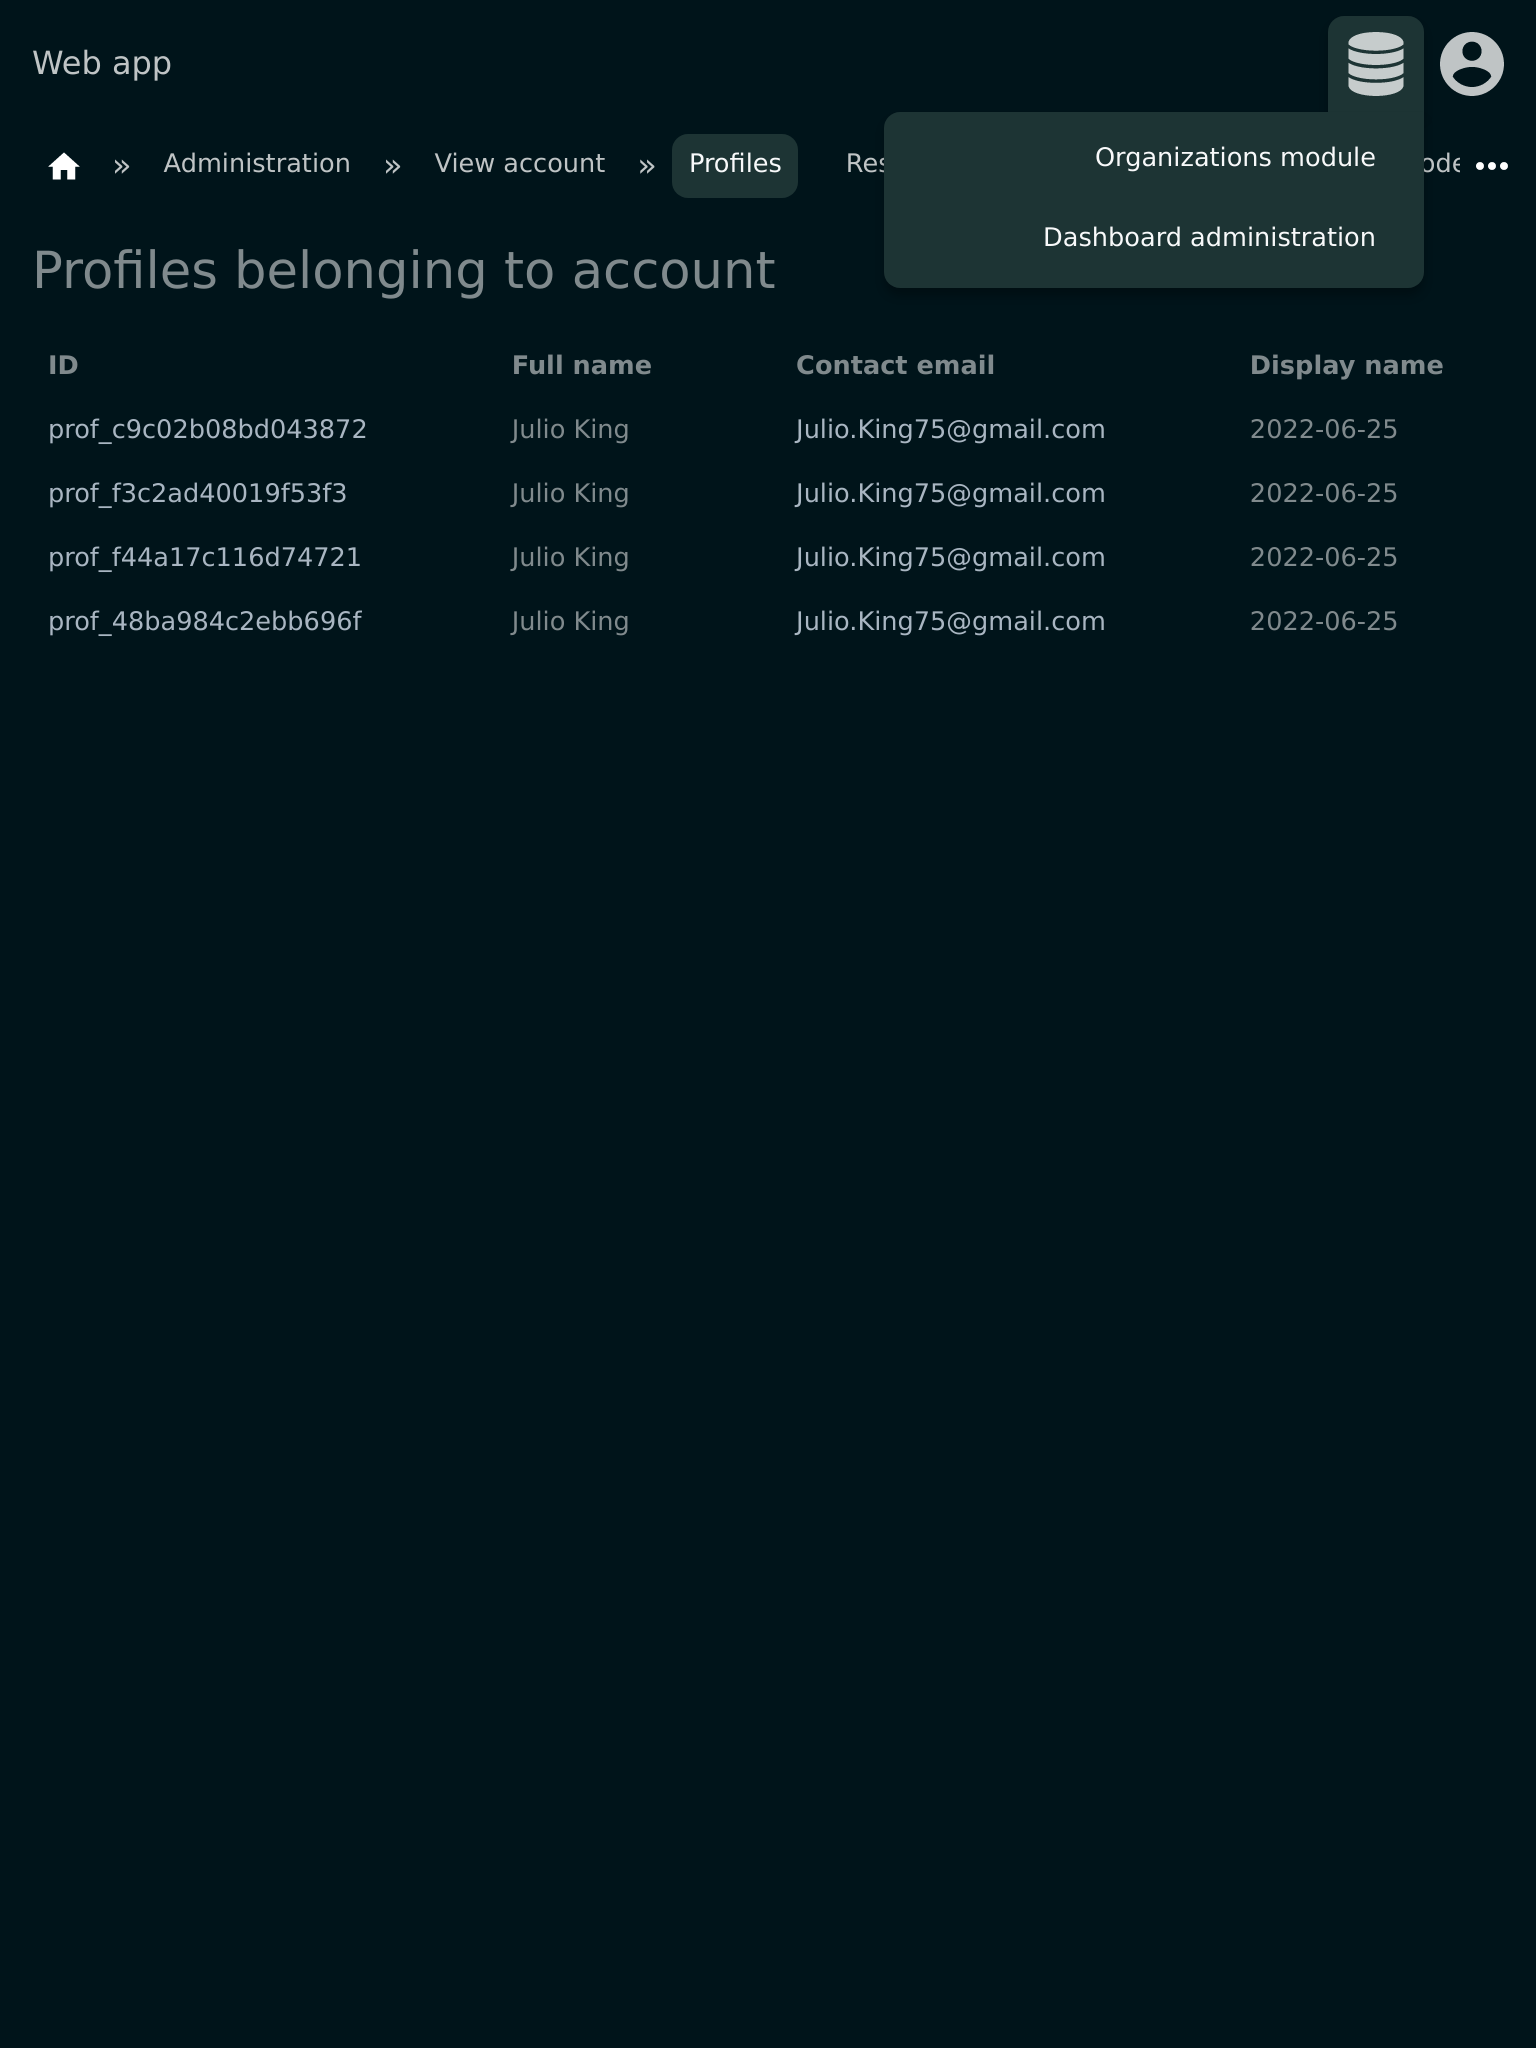 Web app
» Administration » View account » Profiles
Organizations module
Dashboard administration
Profiles belonging to account
ID Full name Contact email Display name
prof_c9c02b08bd043872 Julio King Julio.King75@gmail.com 2022-06-25
prof_f3c2ad40019f53f3 Julio King Julio.King75@gmail.com 2022-06-25
prof_f44a17c116d74721 Julio King Julio.King75@gmail.com 2022-06-25
prof_48ba984c2ebb696f Julio King Julio.King75@gmail.com 2022-06-25